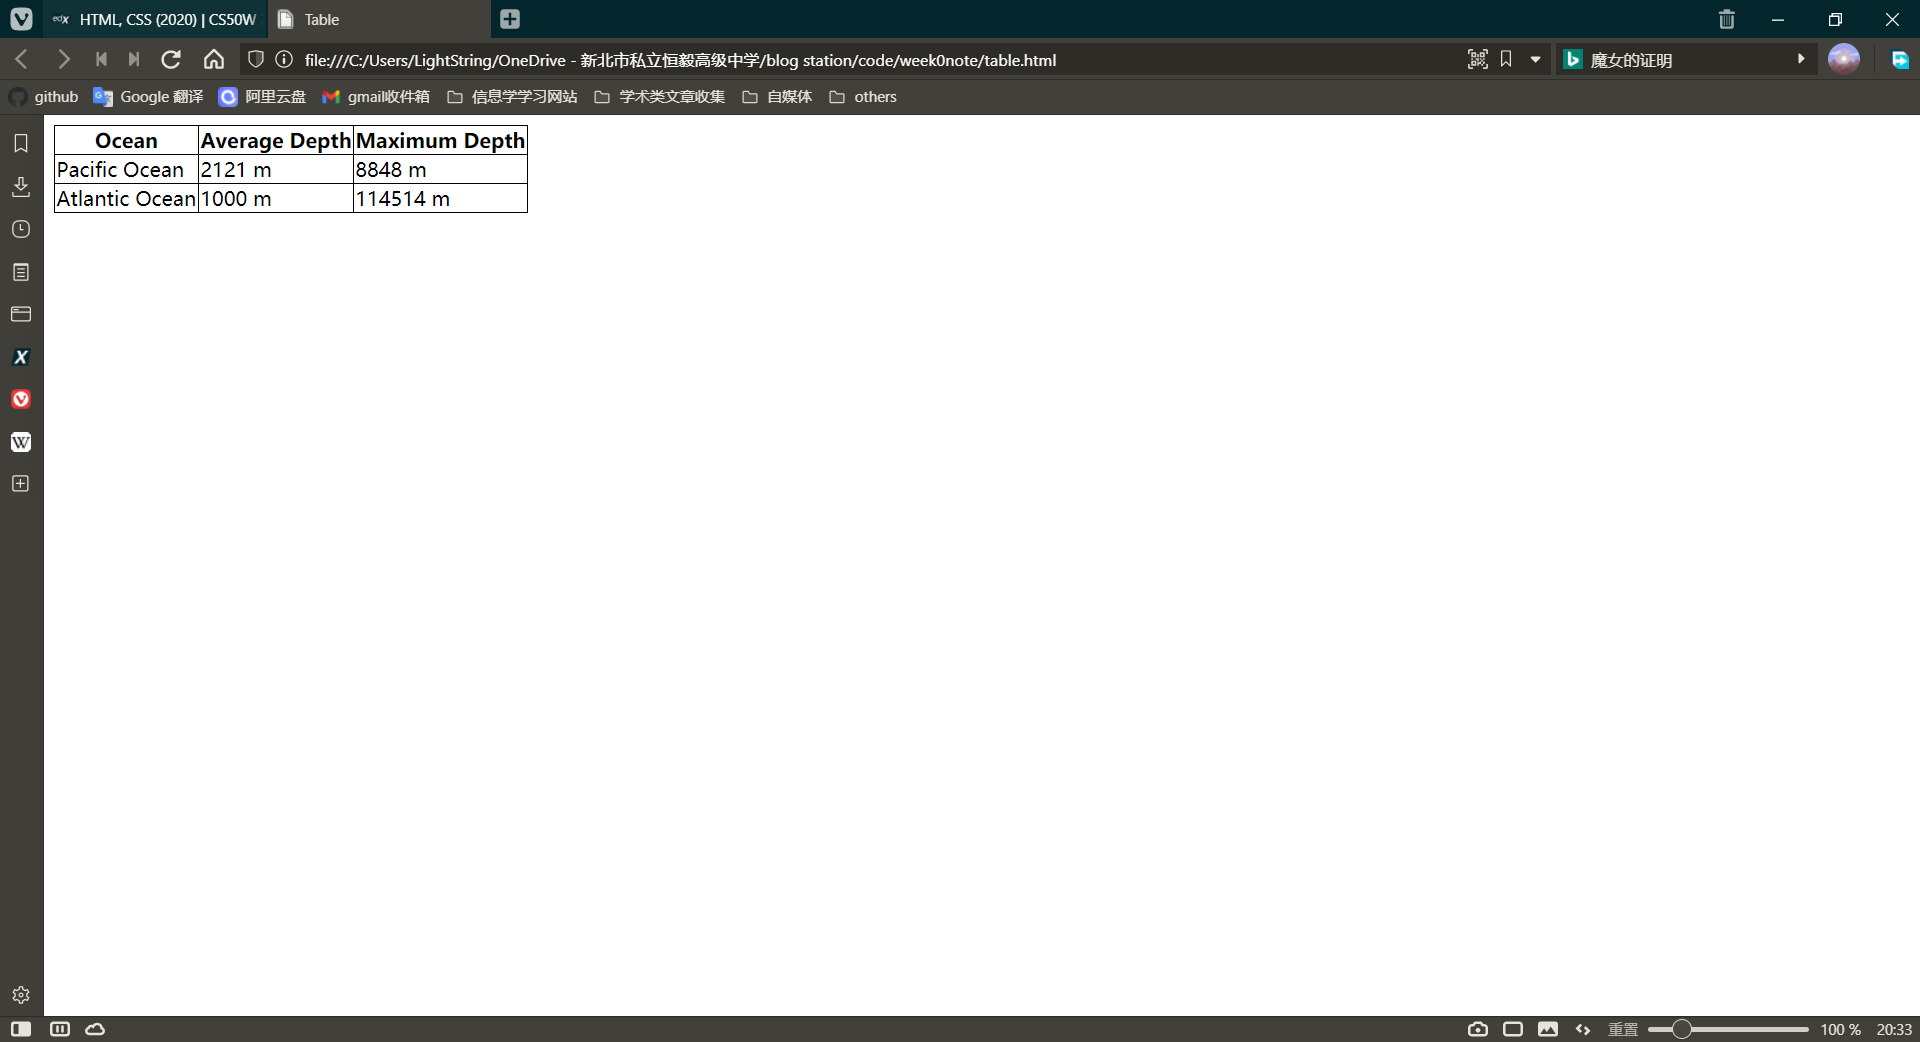 edX HTML, CSS (2020) | CS50W
Table
file:///C:/Users/LightString/OneDrive - 新北市私立恒毅高级中学/blog station/code/week0note/table.html
魔女的证明
github Google 翻译 阿里云盘 gmail收件箱 信息学学习网站 学术类文章收集 自媒体 others
Ocean Average Depth Maximum Depth
Pacific Ocean 2121 m 8848 m
Atlantic Ocean 1000 m 114514 m
重置 100 % 20:33